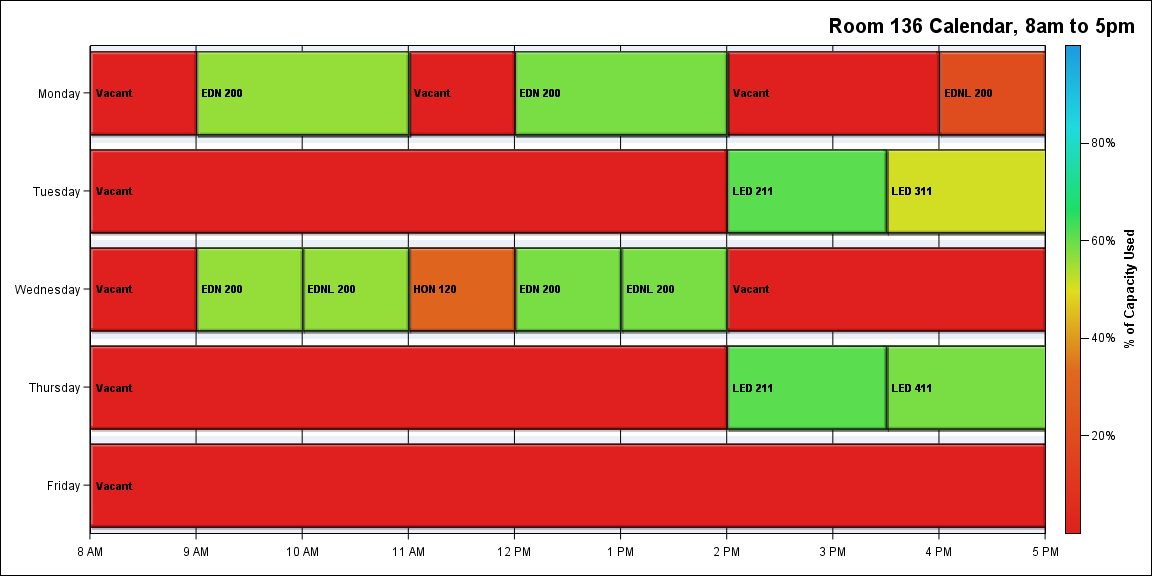 Room 136 Calendar, 8am to 5pm
Monday
Vacant
EDN 200
Vacant
EDN 200
Vacant
EDNL 200
Tuesday
Vacant
LED 211
LED 311
Wednesday
Vacant
EDN 200
EDNL 200
HON 120
EDN 200
EDNL 200
Vacant
Thursday
Vacant
LED 211
LED 411
Friday
Vacant
8 AM
9 AM
10 AM
11 AM
12 PM
1 PM
2 PM
3 PM
4 PM
5 PM
80%
60%
40%
20%
% of Capacity Used